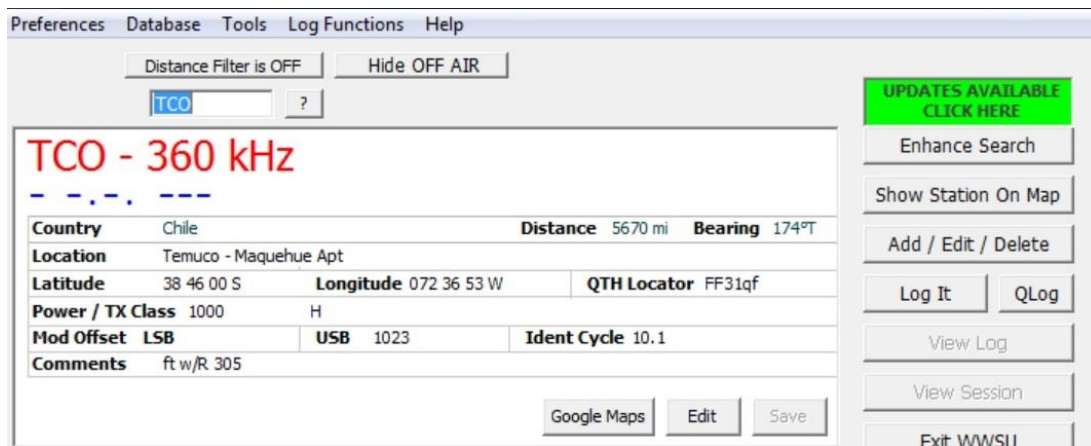 Preferences Database Tools Log Functions Help
Distance Filter is OFF Hide OFF AIR
TCO ?
UPDATES AVAILABLE
CLICK HERE
TCO - 360 kHz
- -.-. ---
Enhance Search
Show Station On Map
Country Chile Distance 5670 mi Bearing 174°T
Location Temuco - Maquehue Apt
Add / Edit / Delete
Latitude 38 46 00 S Longitude 072 36 53 W QTH Locator FF31qf
Power / TX Class 1000 H
Log It QLog
Mod Offset LSB USB 1023 Ident Cycle 10.1
View Log
Comments ft w/R 305
View Session
Google Maps Edit Save
Exit WWSU